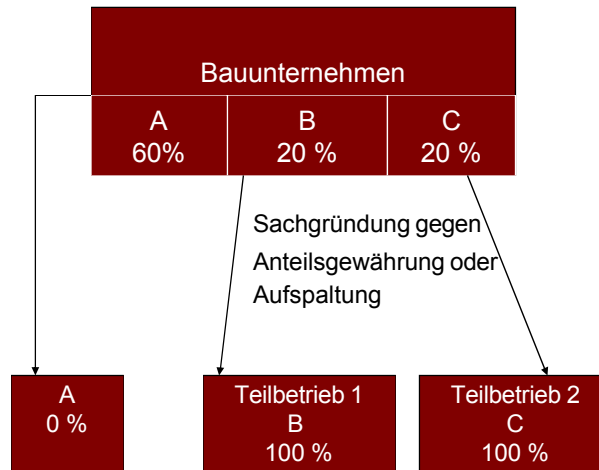 Bauunternehmen
A
60%
B
20 %
C
20 %
Sachgründung gegen
Anteilsgewährung oder
Aufspaltung
A
0 %
Teilbetrieb 1
B
100 %
Teilbetrieb 2
C
100 %